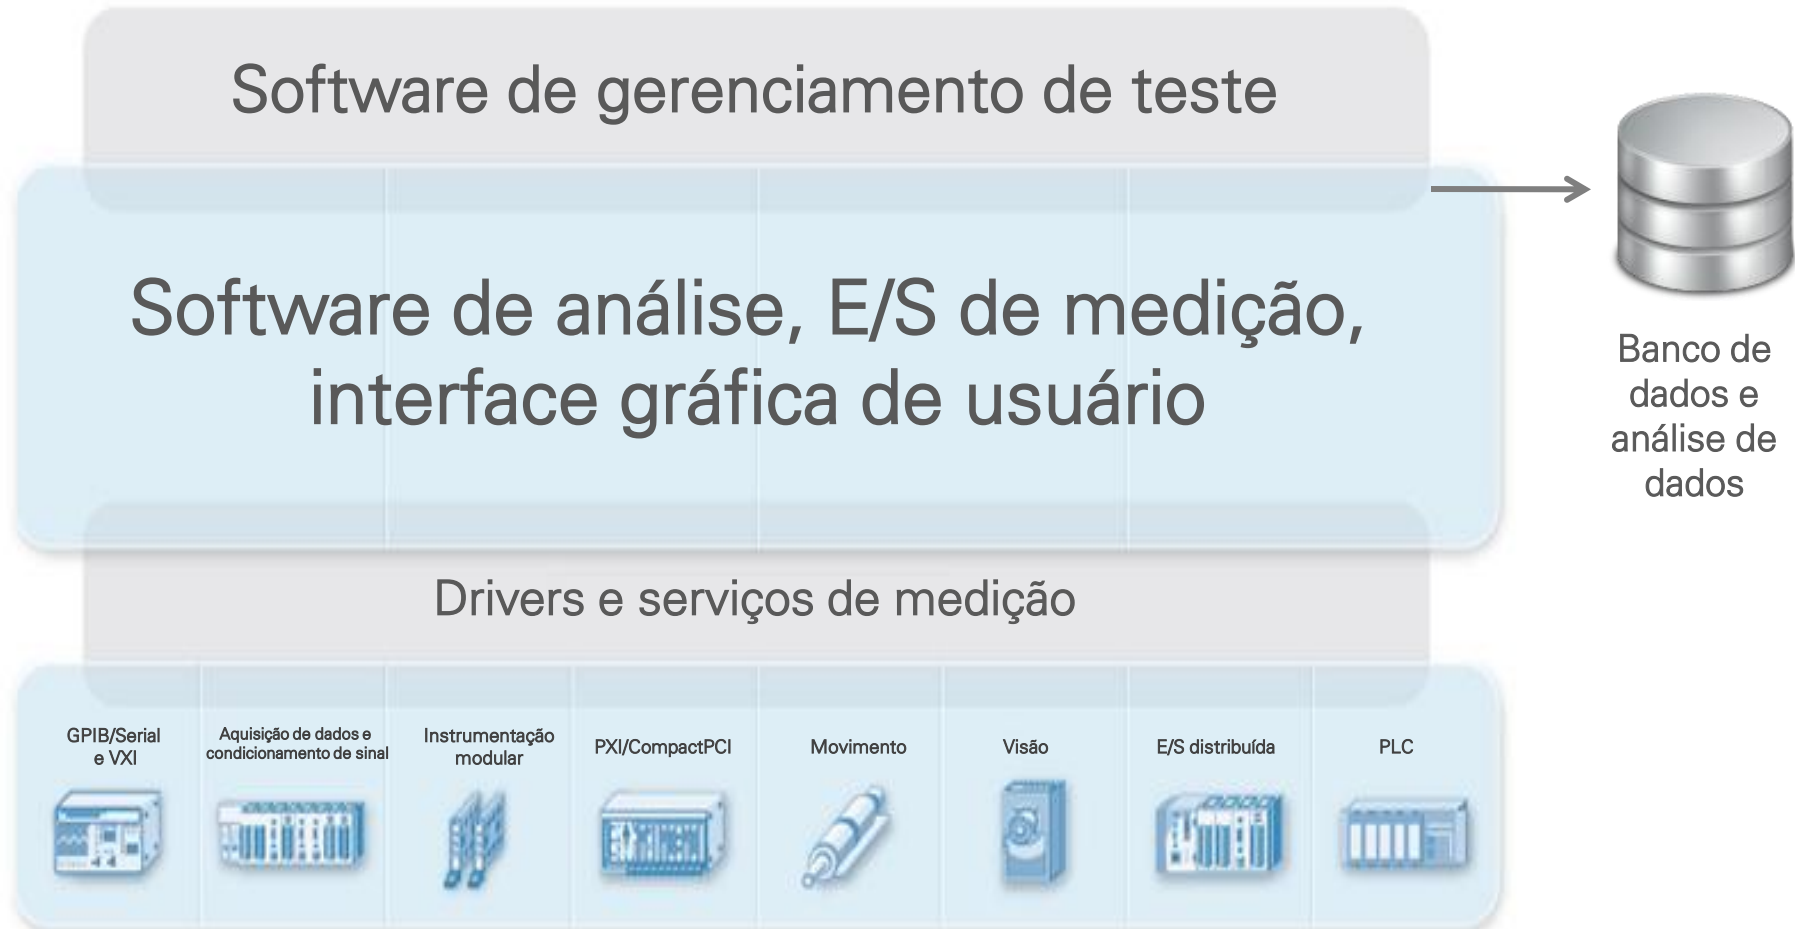 Software de gerenciamento de teste
Software de análise, E/S de medição,
interface gráfica de usuário
Banco de
dados e
análise de
dados
Drivers e serviços de medição
GPIB/Serial
e VXI
Aquisição de dados e
condicionamento de sinal
Instrumentação
modular
PXI/CompactPCI
Movimento
Visão
E/S distribuída
PLC